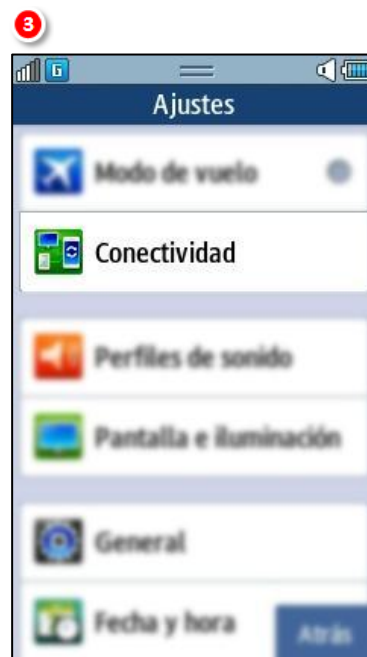 3
G
Ajustes
Modo de vuelo
Conectividad
Perfiles de sonido
Pantalla e iluminación
General
Fecha y hora
Atrás